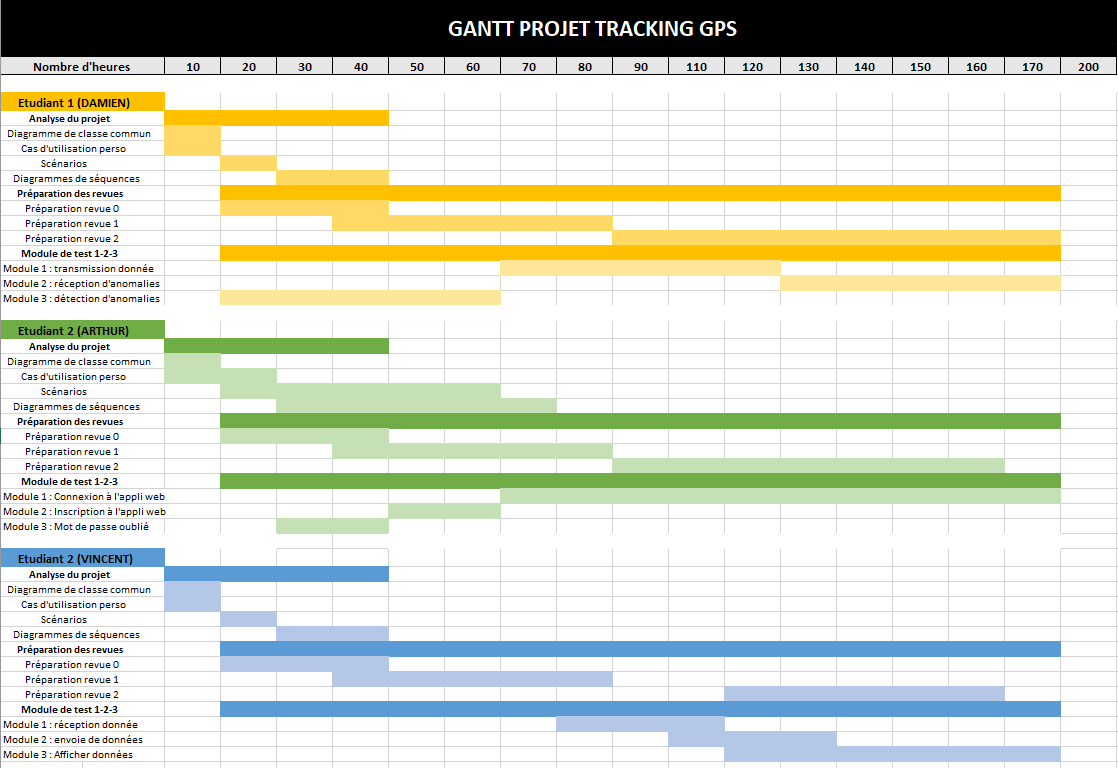 GANTT PROJET TRACKING GPS
Nombre d'heures 10 20 30 40 50 60 70 80 90 110 120 130 140 150 160 170 200
Etudiant 1 (DAMIEN)
Analyse du projet
Diagramme de classe commun
Cas d'utilisation perso
Scénarios
Diagrammes de séquences
Préparation des revues
Préparation revue 0
Préparation revue 1
Préparation revue 2
Module de test 1-2-3
Module 1 : transmission donnée
Module 2 : réception d'anomalies
Module 3 : détection d'anomalies
Etudiant 2 (ARTHUR)
Analyse du projet
Diagramme de classe commun
Cas d'utilisation perso
Scénarios
Diagrammes de séquences
Préparation des revues
Préparation revue 0
Préparation revue 1
Préparation revue 2
Module de test 1-2-3
Module 1 : Connexion à l'appli web
Module 2 : Inscription à l'appli web
Module 3 : Mot de passe oublié
Etudiant 2 (VINCENT)
Analyse du projet
Diagramme de classe commun
Cas d'utilisation perso
Scénarios
Diagrammes de séquences
Préparation des revues
Préparation revue 0
Préparation revue 1
Préparation revue 2
Module de test 1-2-3
Module 1 : réception donnée
Module 2 : envoie de données
Module 3 : Afficher données